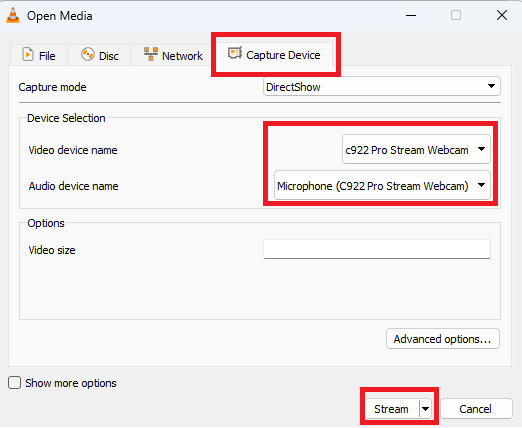 Open Media
File Disc Network Capture Device
Capture mode DirectShow
Device Selection
Video device name c922 Pro Stream Webcam
Audio device name Microphone (C922 Pro Stream Webcam)
Options
Video size
Advanced options...
Show more options
Stream Cancel